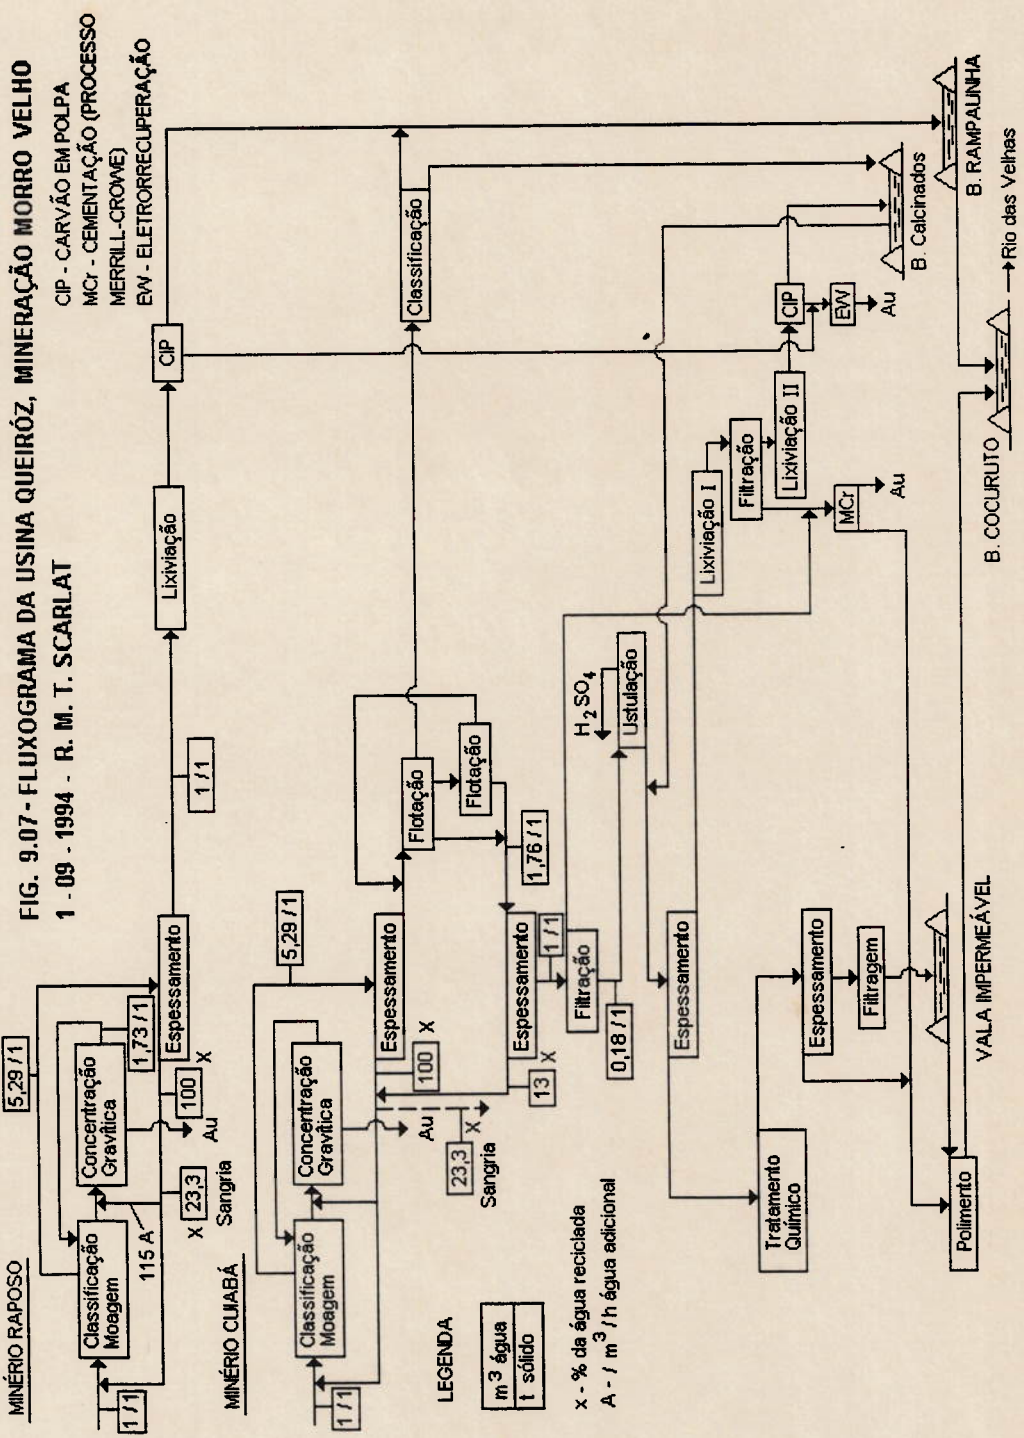 FIG. 9.07 - FLUXOGRAMA DA USINA QUEIRÓZ, MINERAÇÃO MORRO VELHO
1 - 09 - 1994 - R. M. T. SCARLAT
CIP - CARVÃO EM POLPA
MCr - CEMENTAÇÃO (PROCESSO
MERRILL-CROWE)
EW - ELETRORRECUPERAÇÃO
MINÉRIO RAPOSO
5,29 / 1
1 / 1
Classificação
Moagem
115 A
Concentração
Gravítica
1,73 / 1
X 23,3
Sangria
Au
100 X
Espessamento
1 / 1
Lixiviação
CIP
MINÉRIO CUIABÁ
5,29 / 1
1 / 1
Classificação
Moagem
Concentração
Gravítica
Au
23,3 X
Sangria
100 X
Espessamento
Flotação
Flotação
1,76 / 1
Classificação
Espessamento
13 X
1 / 1
Filtração
0,18 / 1
H2SO4
Ustulação
Espessamento
Lixiviação I
Filtração
Lixiviação II
CIP
EW
Au
MCr
Au
B. Calcinados
B. RAMPAUNHA
B. COCURUTO
Rio das Velhas
Tratamento
Químico
Espessamento
Filtragem
VALA IMPERMEÁVEL
Polimento
LEGENDA
m3 água
t sólido
x - % da água reciclada
A - / m3 / h água adicional